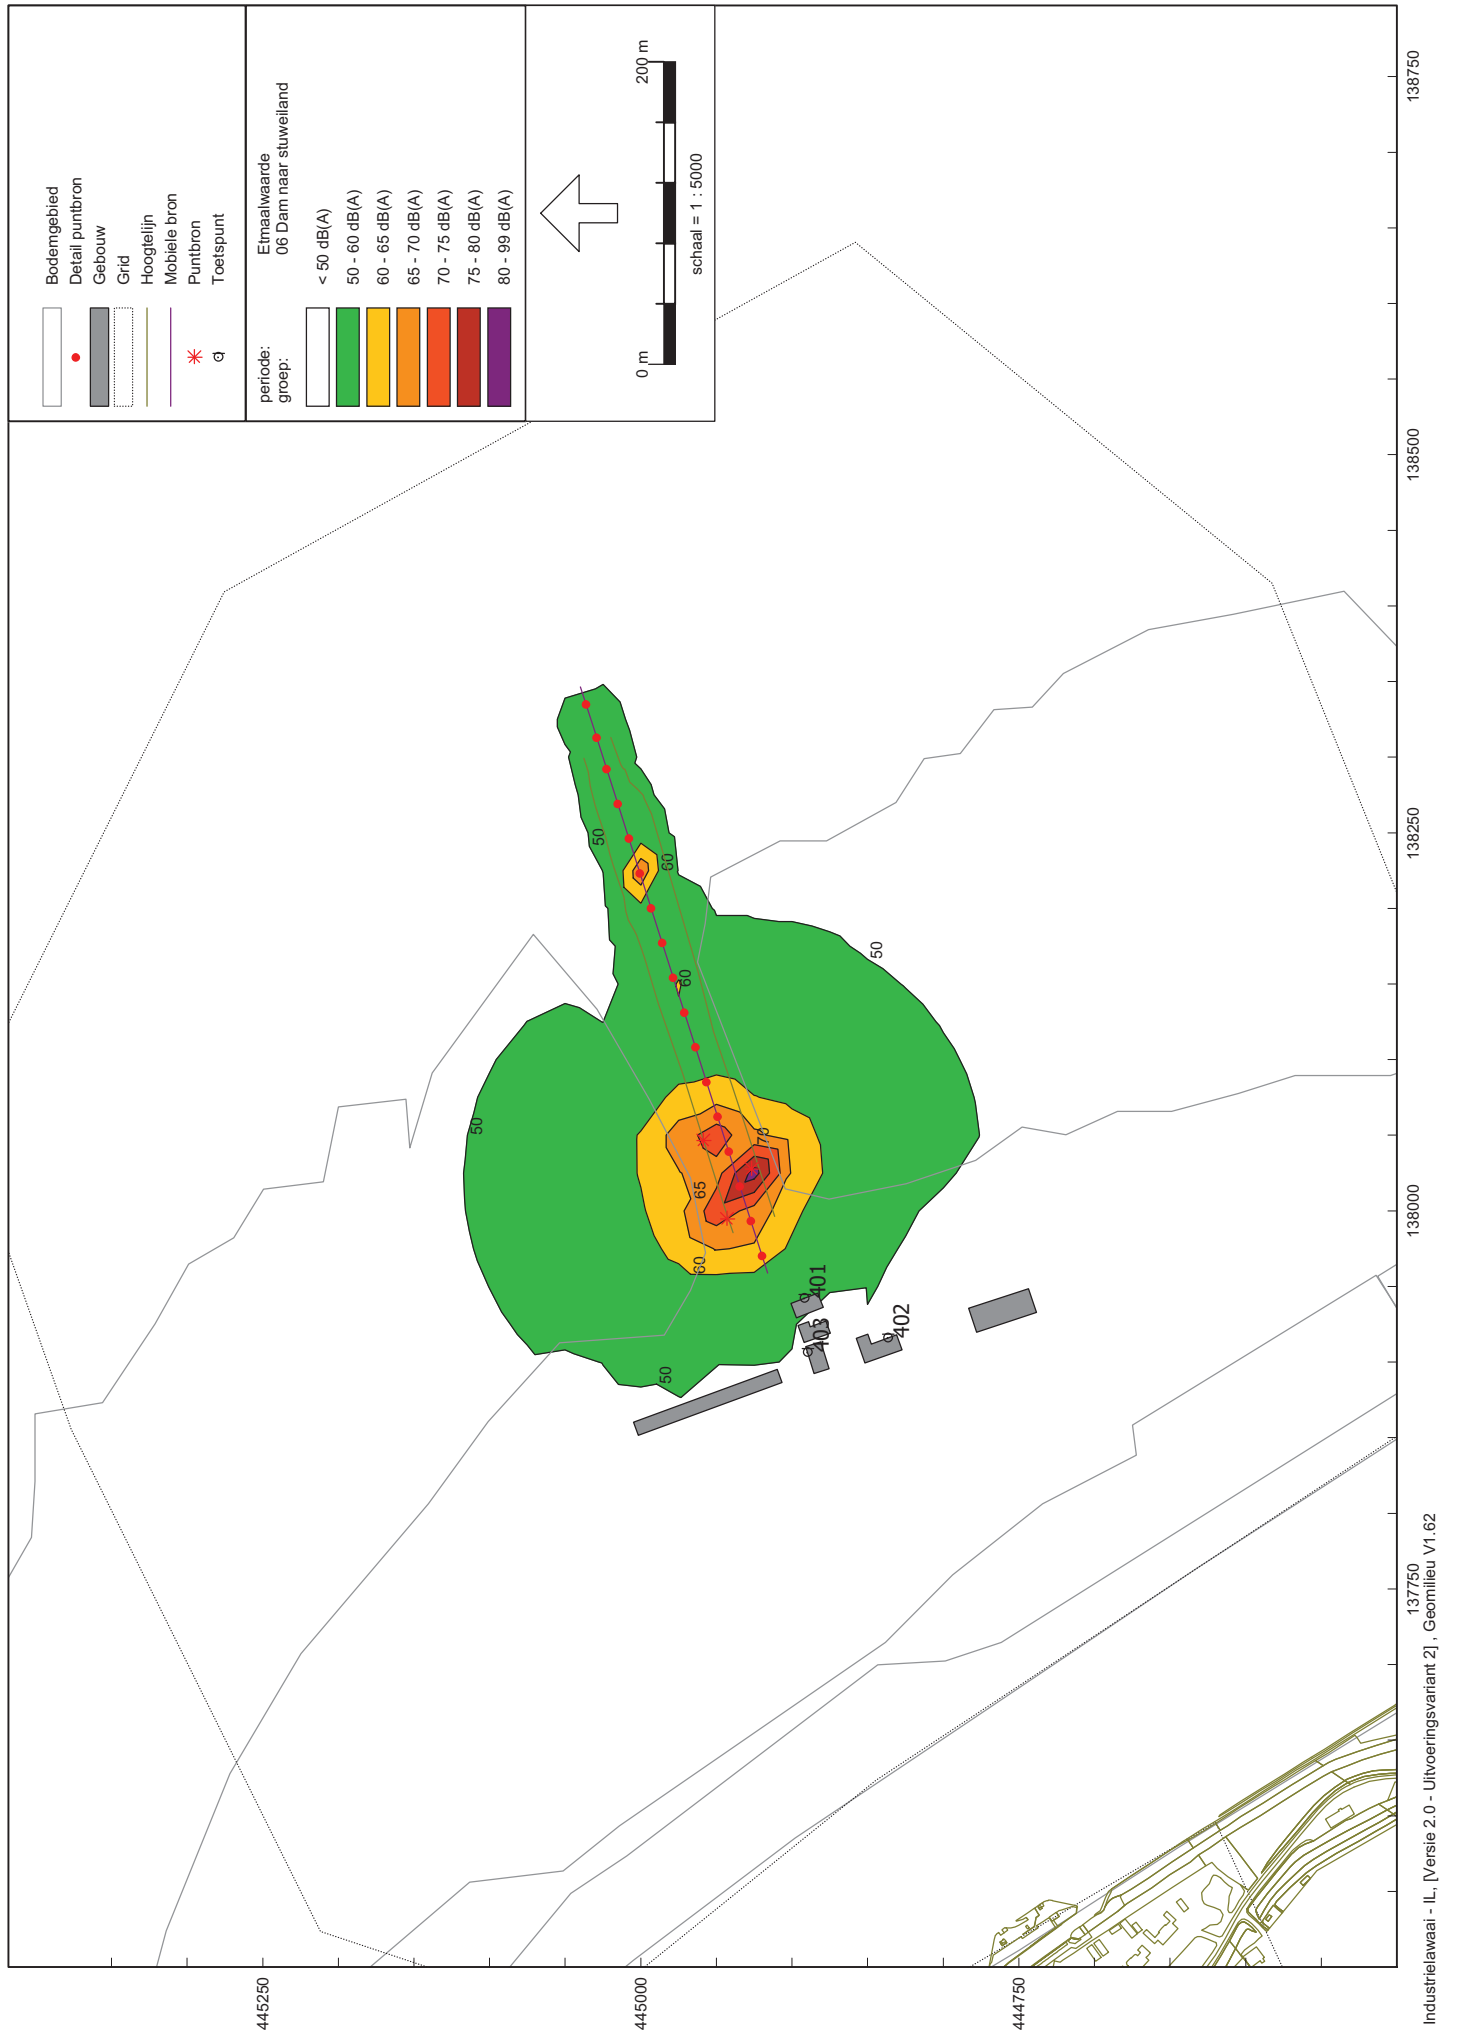 Bodemgebied
Detail puntbron
Gebouw
Grid
Hoogtelijn
Mobiele bron
Puntbron
Toetspunt
periode: Etmaalwaarde
groep: 06 Dam naar stuweiland
< 50 dB(A)
50 - 60 dB(A)
60 - 65 dB(A)
65 - 70 dB(A)
70 - 75 dB(A)
75 - 80 dB(A)
80 - 99 dB(A)
0 m 200 m
schaal = 1 : 5000
50
50
60
60
50
70
65
60
50
401
403
402
445250
445000
444750
137750
138000
138250
138500
138750
Industrielawaai - IL, [Versie 2.0 - Uitvoeringsvariant 2] , Geomilieu V1.62